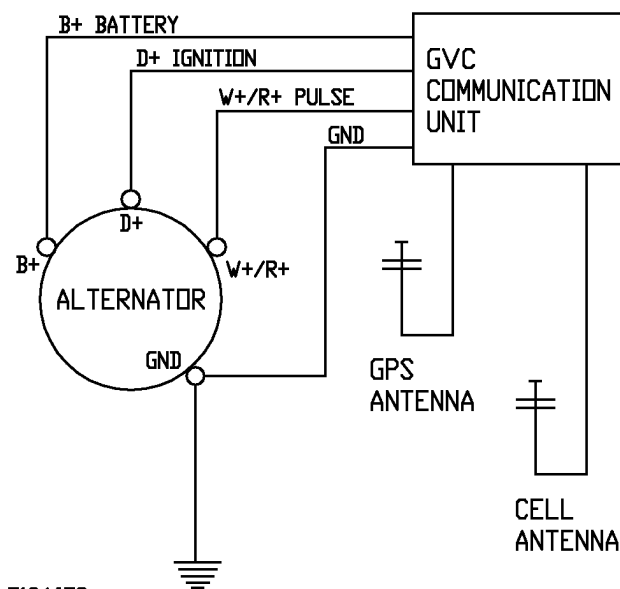 B+ BATTERY
D+ IGNITION
W+/R+ PULSE
GND
GVC
COMMUNICATION
UNIT
D+
B+
W+/R+
ALTERNATOR
GND
GPS
ANTENNA
CELL
ANTENNA